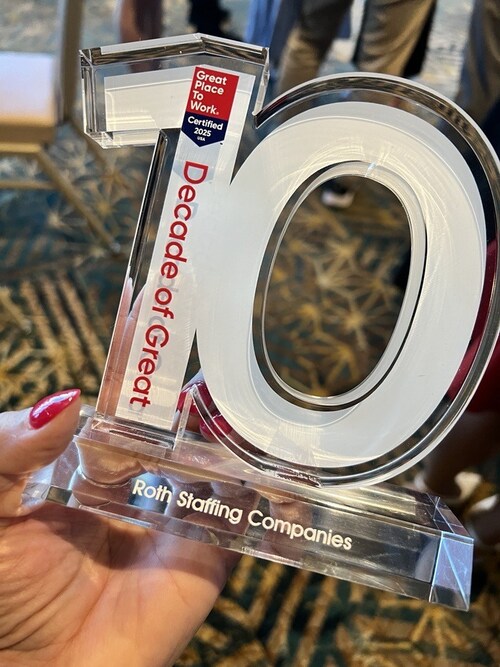 Great
Place
To
Work.
Certified
2025
USA
Decade of Great
Roth Staffing Companies